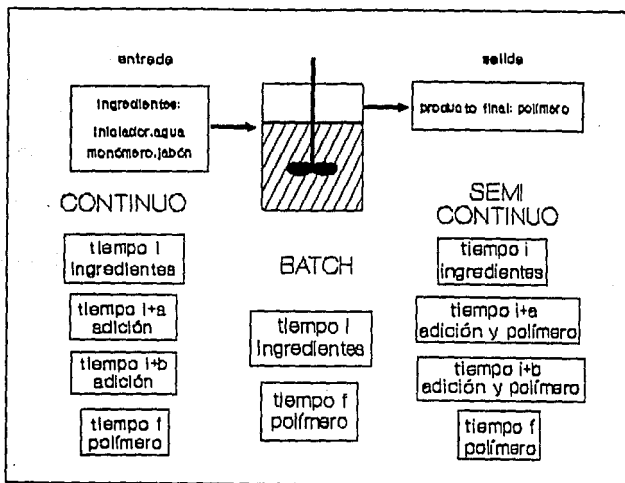 entrada
salida
ingredientes:
iniciador,agua
monómero,jabón
producto final: polímero
CONTINUO
BATCH
SEMI
CONTINUO
tiempo i
ingredientes
tiempo i+a
adición
tiempo i+b
adición
tiempo f
polímero
tiempo i
ingredientes
tiempo f
polímero
tiempo i
ingredientes
tiempo i+a
adición y polímero
tiempo i+b
adición y polímero
tiempo f
polímero